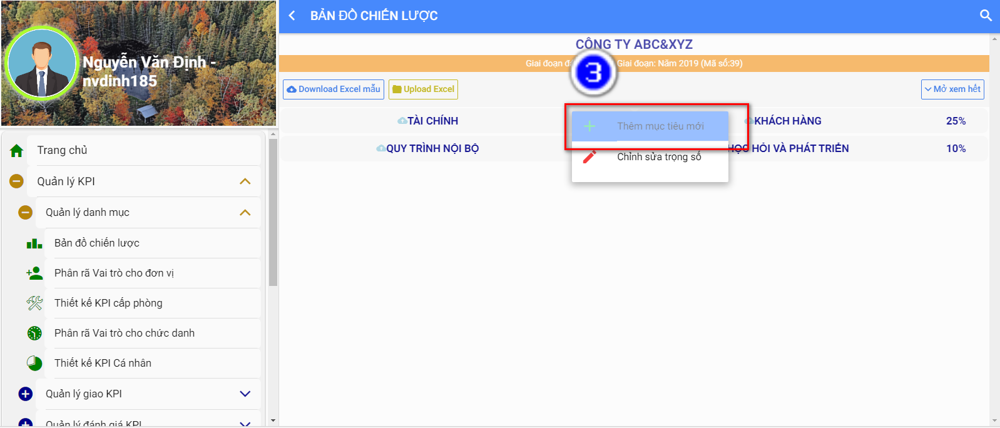 Nguyễn Văn Định -
nvdinh185
Trang chủ
Quản lý KPI
Quản lý danh mục
Bản đồ chiến lược
Phân rã Vai trò cho đơn vị
Thiết kế KPI cấp phòng
Phân rã Vai trò cho chức danh
Thiết kế KPI Cá nhân
Quản lý giao KPI
Quản lý đánh giá KPI
BẢN ĐỒ CHIẾN LƯỢC
CÔNG TY ABC&XYZ
Giai đoạn Giai đoạn: Năm 2019 (Mã số:39)
3
Download Excel mẫu Upload Excel Mở xem hết
TÀI CHÍNH Thêm mục tiêu mới KHÁCH HÀNG 25%
QUY TRÌNH NỘI BỘ HỌC HỎI VÀ PHÁT TRIỂN 10%
Chỉnh sửa trọng số